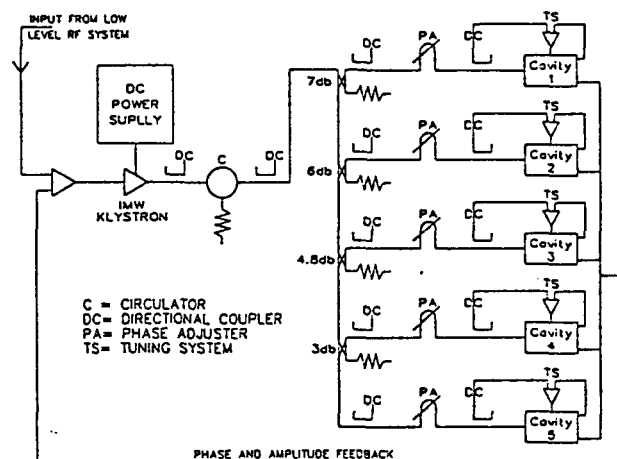 INPUT FROM LOW
LEVEL RF SYSTEM
DC
POWER
SUPLLY
1MW
KLYSTRON
DC
C
DC
7db
DC
PA
DC
TS
Cavity
1
6db
DC
PA
DC
TS
Cavity
2
4.8db
DC
PA
DC
TS
Cavity
3
3db
DC
PA
DC
TS
Cavity
4
DC
PA
DC
TS
Cavity
5
C = CIRCULATOR
DC= DIRECTIONAL COUPLER
PA= PHASE ADJUSTER
TS= TUNING SYSTEM
PHASE AND AMPLITUDE FEEDBACK